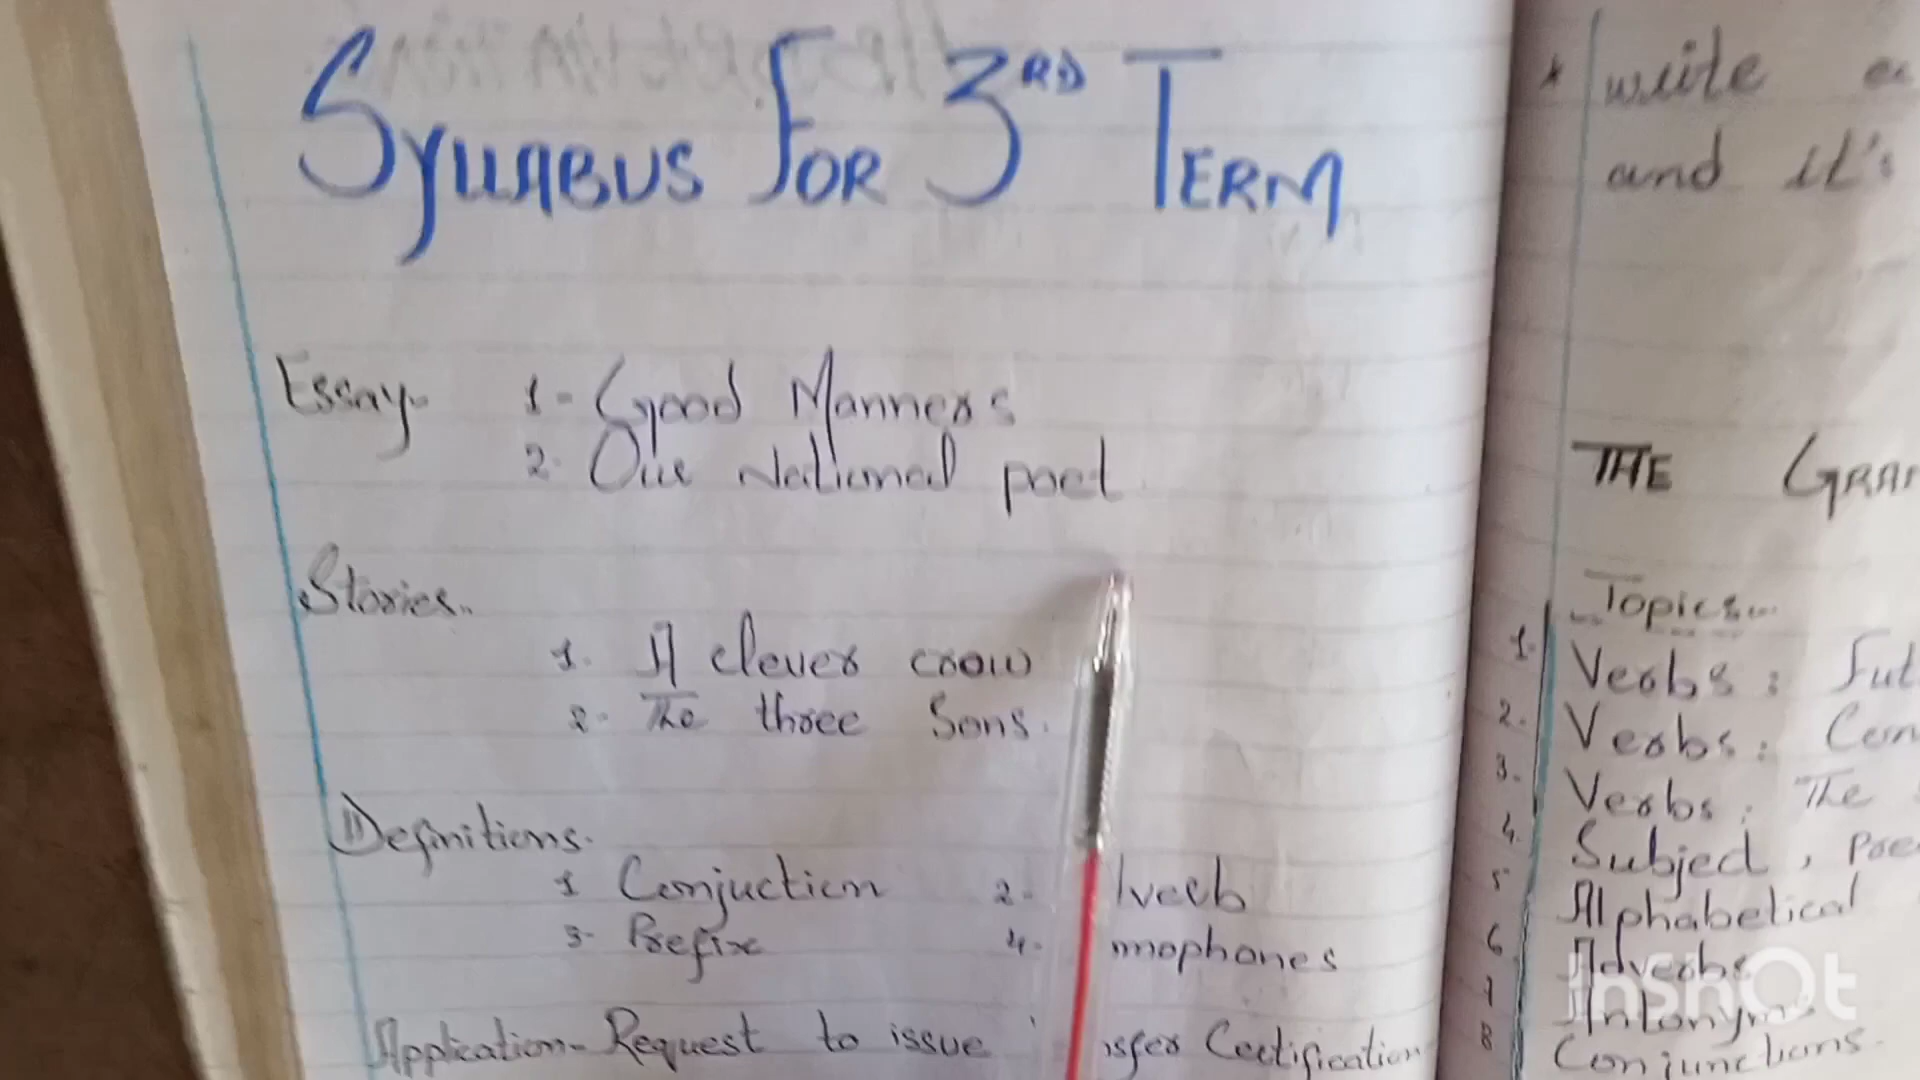 SYLLABUS FOR 3RD TERM
Essay- 1- Good Manners
2- Our National poet
Stories..
1. A clever crow
2- The three Sons.
Definitions.
1 Conjuction 2- verb
3- Prefix 4- mophones
Application- Request to issue Certification
* write
and it's
THE
Topics...
1. Verbs:
2. Verbs:
3. Verbs: The
4. Subject,
5 Alphabetical
6 Adverbs
7 Antonyms
8 Conjunctions.
InShOt